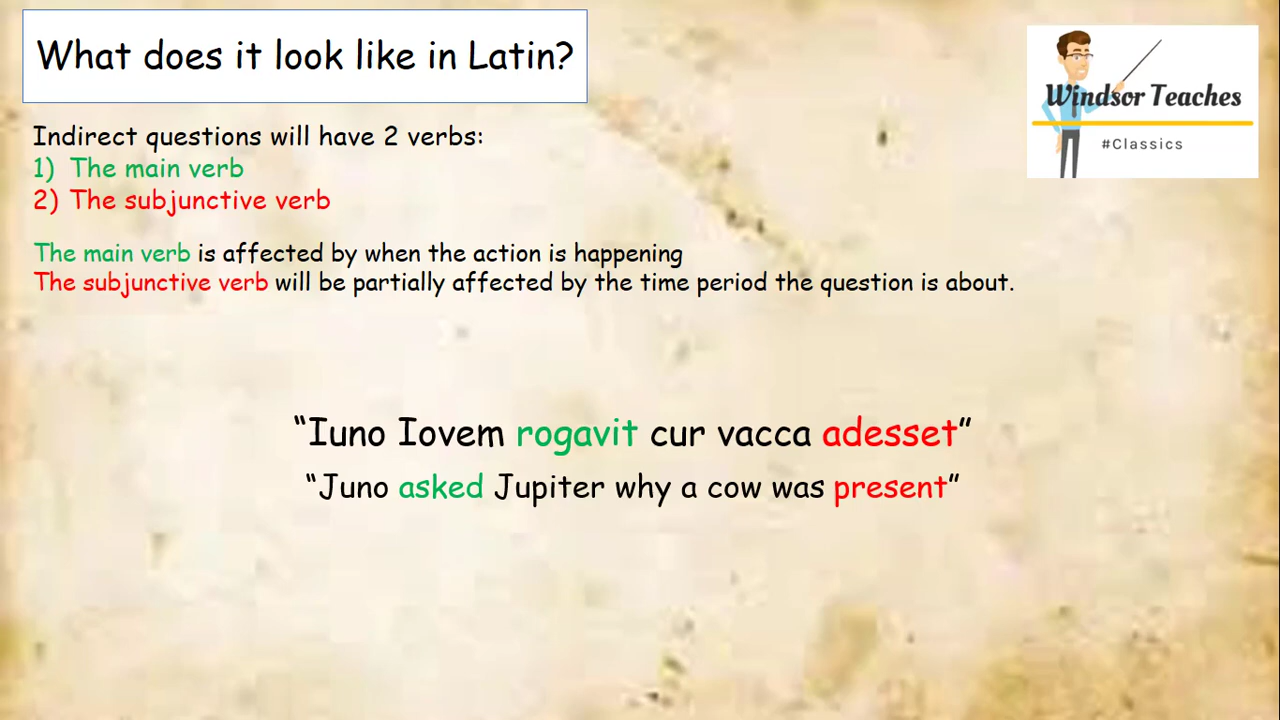 What does it look like in Latin?
Windsor Teaches
#Classics
Indirect questions will have 2 verbs:
1) The main verb
2) The subjunctive verb
The main verb is affected by when the action is happening
The subjunctive verb will be partially affected by the time period the question is about.
“Iuno Iovem rogavit cur vacca adesset”
“Juno asked Jupiter why a cow was present”